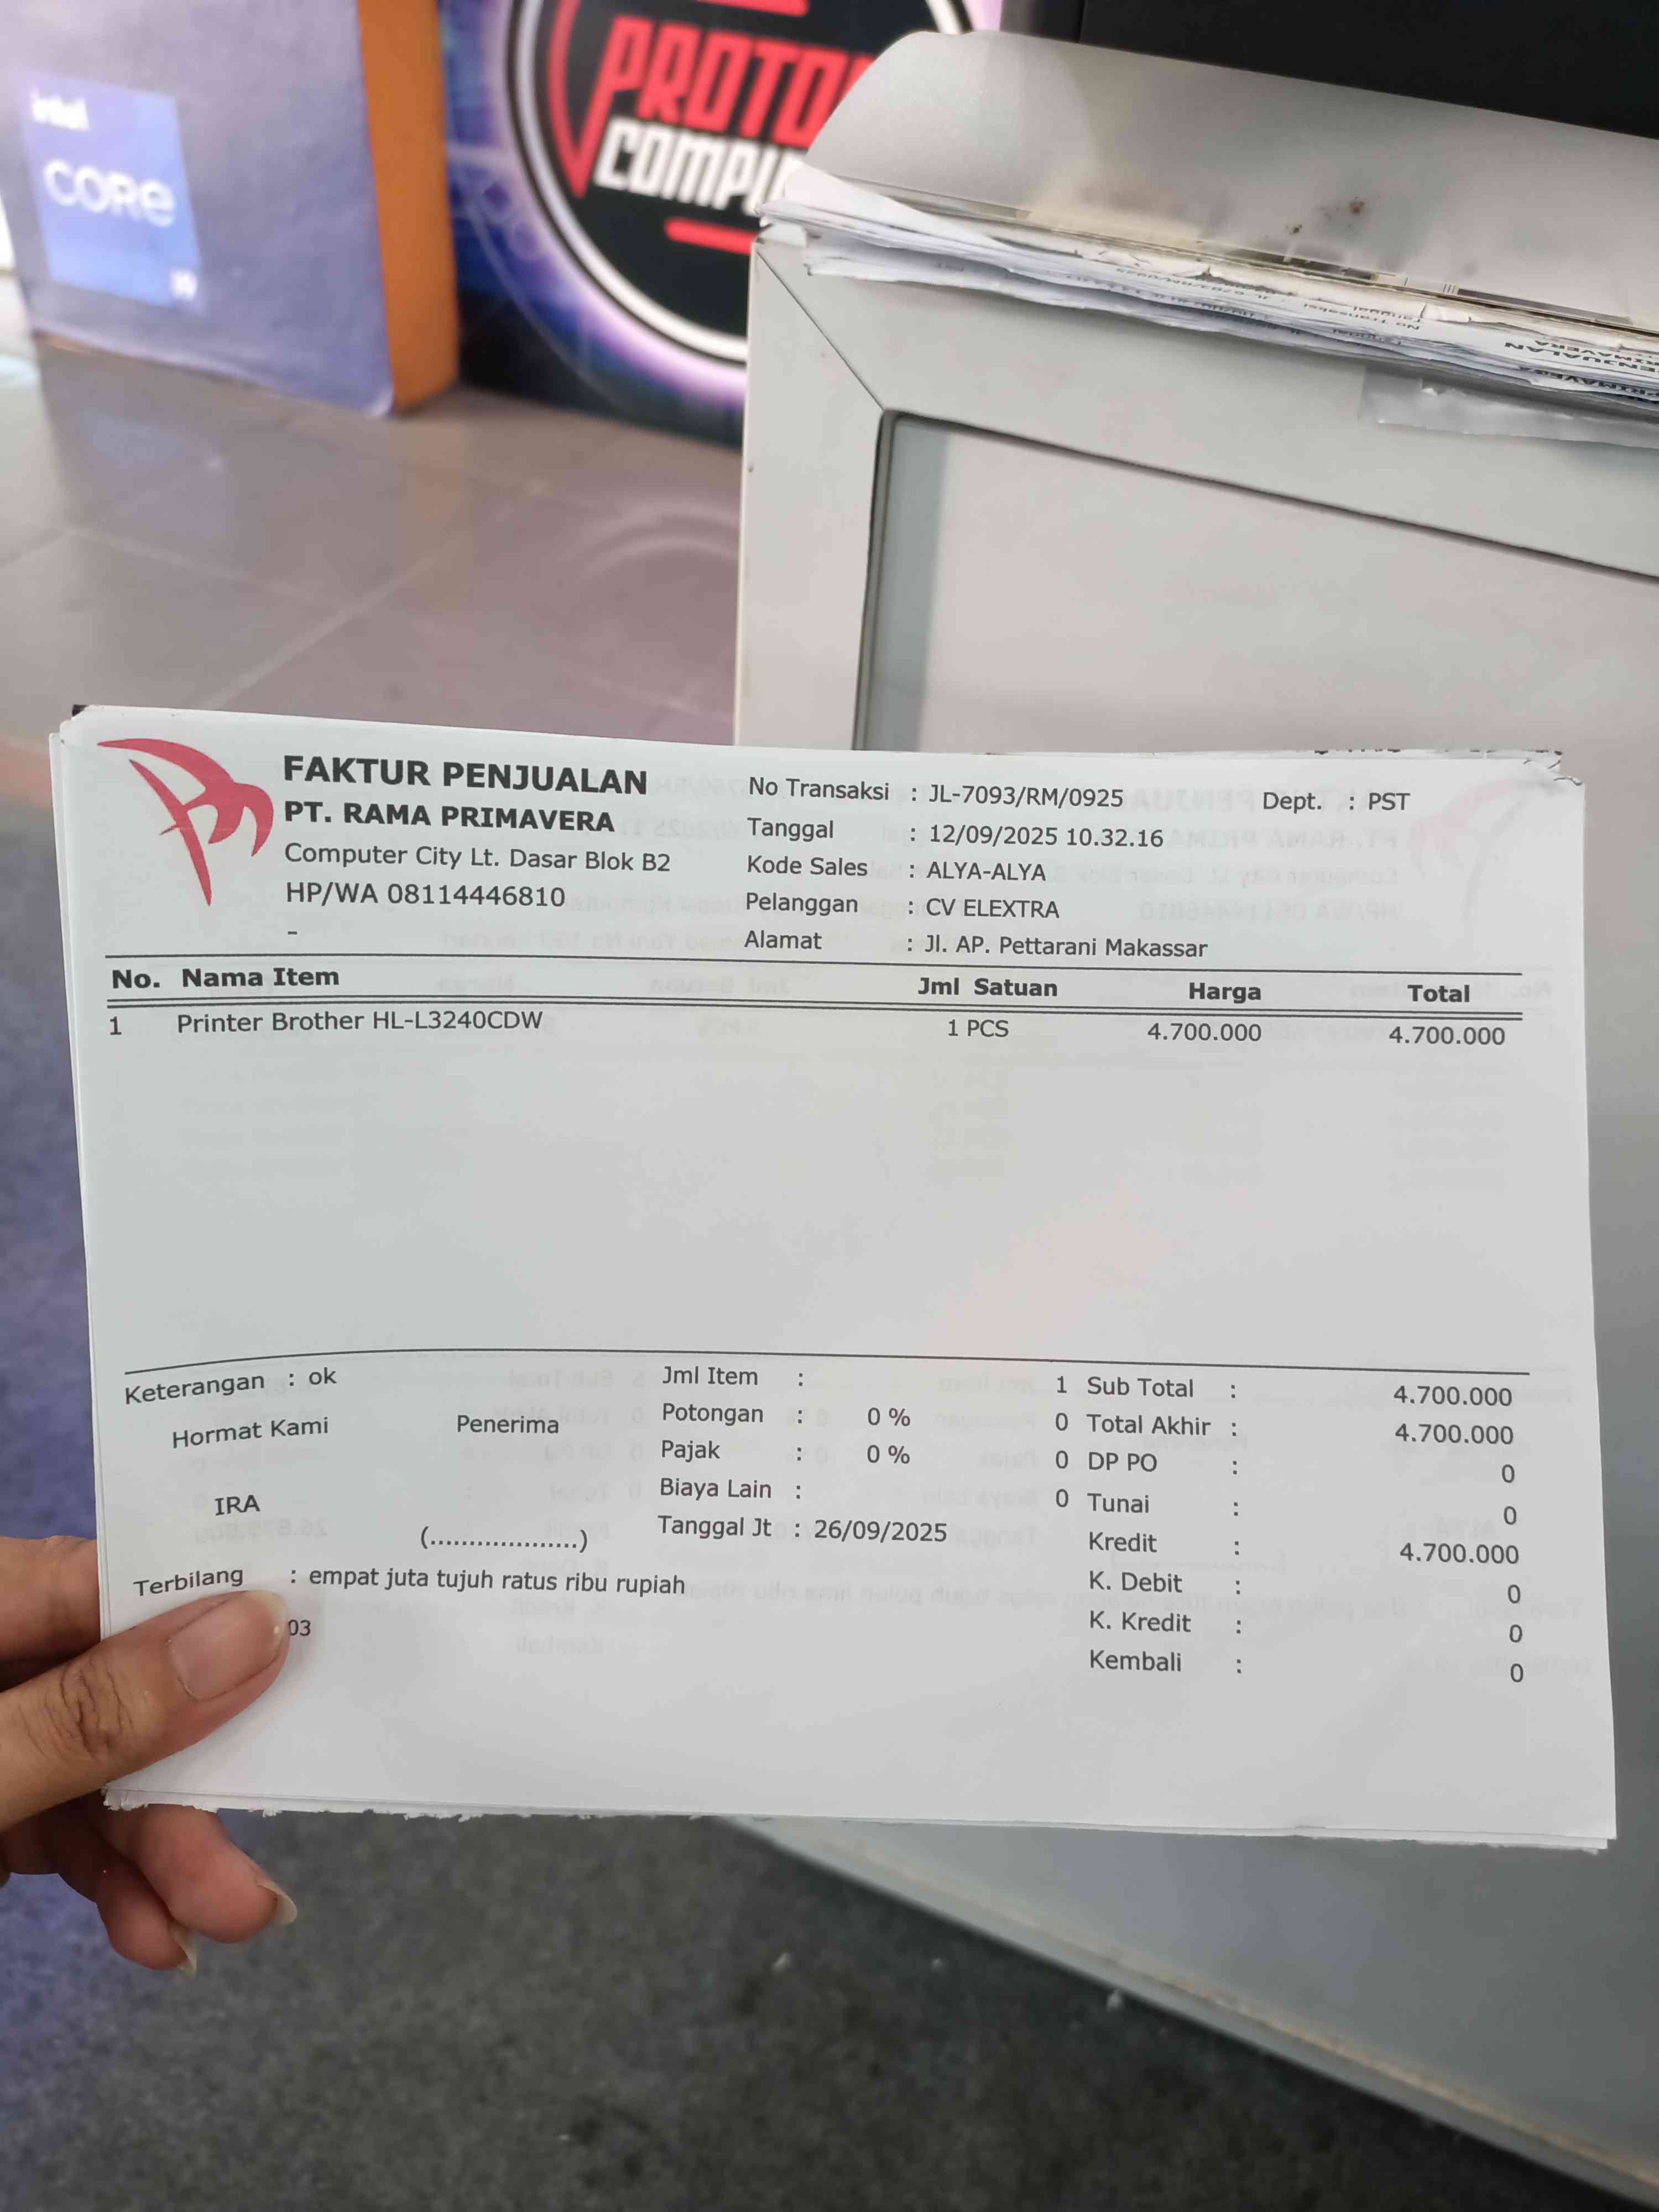 intel
CORE
PROTO
COMPU
FAKTUR PENJUALAN
PT. RAMA PRIMAVERA
Computer City Lt. Dasar Blok B2
HP/WA 08114446810
-
No Transaksi : JL-7093/RM/0925 Dept. : PST
Tanggal : 12/09/2025 10.32.16
Kode Sales : ALYA-ALYA
Pelanggan : CV ELEXTRA
Alamat : Jl. AP. Pettarani Makassar
No. Nama Item Jml Satuan Harga Total
1 Printer Brother HL-L3240CDW 1 PCS 4.700.000 4.700.000
Keterangan : ok
Hormat Kami Penerima
IRA
(...................)
Terbilang : empat juta tujuh ratus ribu rupiah
03
Jml Item : 1
Potongan : 0 % 0
Pajak : 0 % 0
Biaya Lain : 0
Tanggal Jt : 26/09/2025
Sub Total : 4.700.000
Total Akhir : 4.700.000
DP PO : 0
Tunai : 0
Kredit : 4.700.000
K. Debit : 0
K. Kredit : 0
Kembali : 0